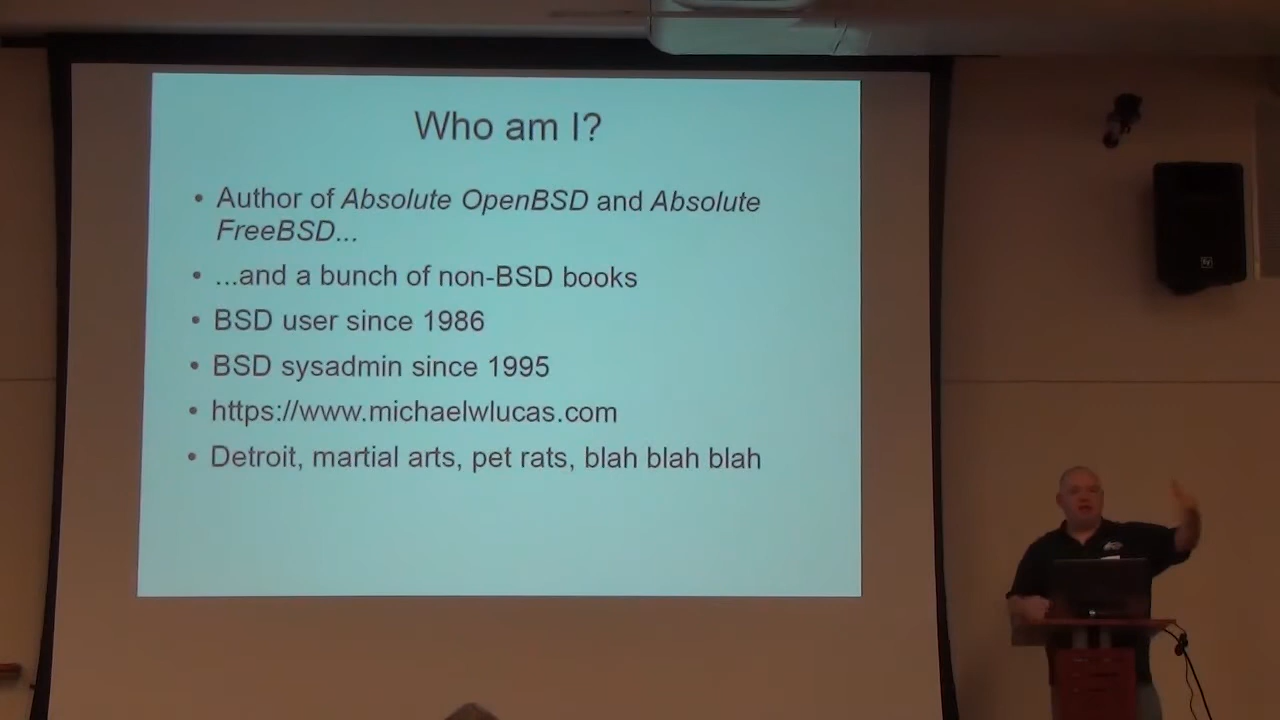 Who am I?
• Author of Absolute OpenBSD and Absolute
FreeBSD...
• ...and a bunch of non-BSD books
• BSD user since 1986
• BSD sysadmin since 1995
• https://www.michaelwlucas.com
• Detroit, martial arts, pet rats, blah blah blah